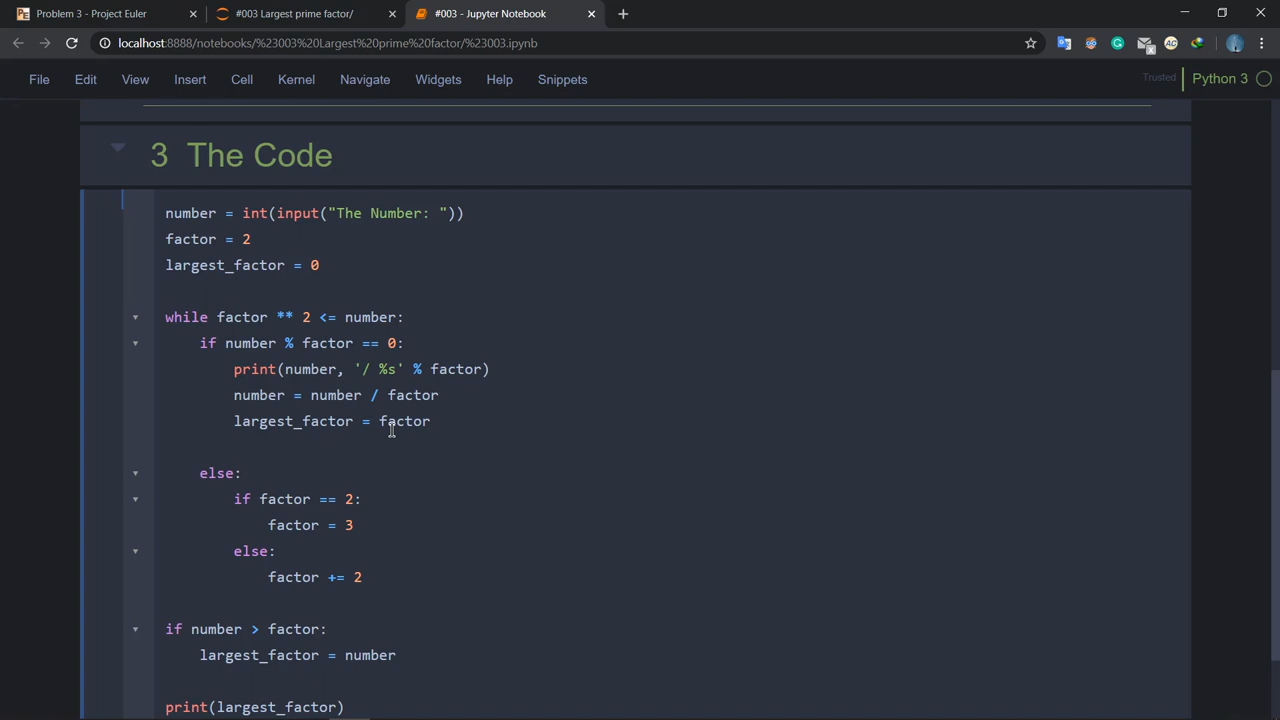 Problem 3 - Project Euler
#003 Largest prime factor/
#003 - Jupyter Notebook
localhost:8888/notebooks/%23003%20Largest%20prime%20factor/%23003.ipynb
File Edit View Insert Cell Kernel Navigate Widgets Help Snippets
Trusted
Python 3
3 The Code
number = int(input("The Number: "))
factor = 2
largest_factor = 0
while factor ** 2 <= number:
if number % factor == 0:
print(number, '/ %s' % factor)
number = number / factor
largest_factor = factor
else:
if factor == 2:
factor = 3
else:
factor += 2
if number > factor:
largest_factor = number
print(largest_factor)